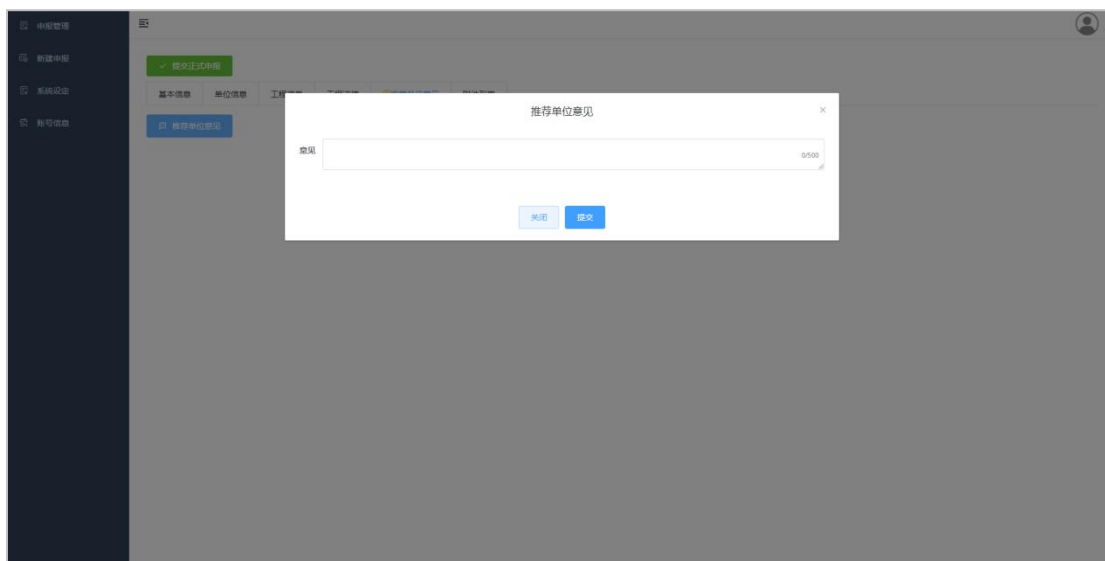 申报管理
新建申报
系统设定
账号信息
提交正式申报
基本信息 单位信息
推荐单位意见
推荐单位意见
意见
0/500
关闭 提交